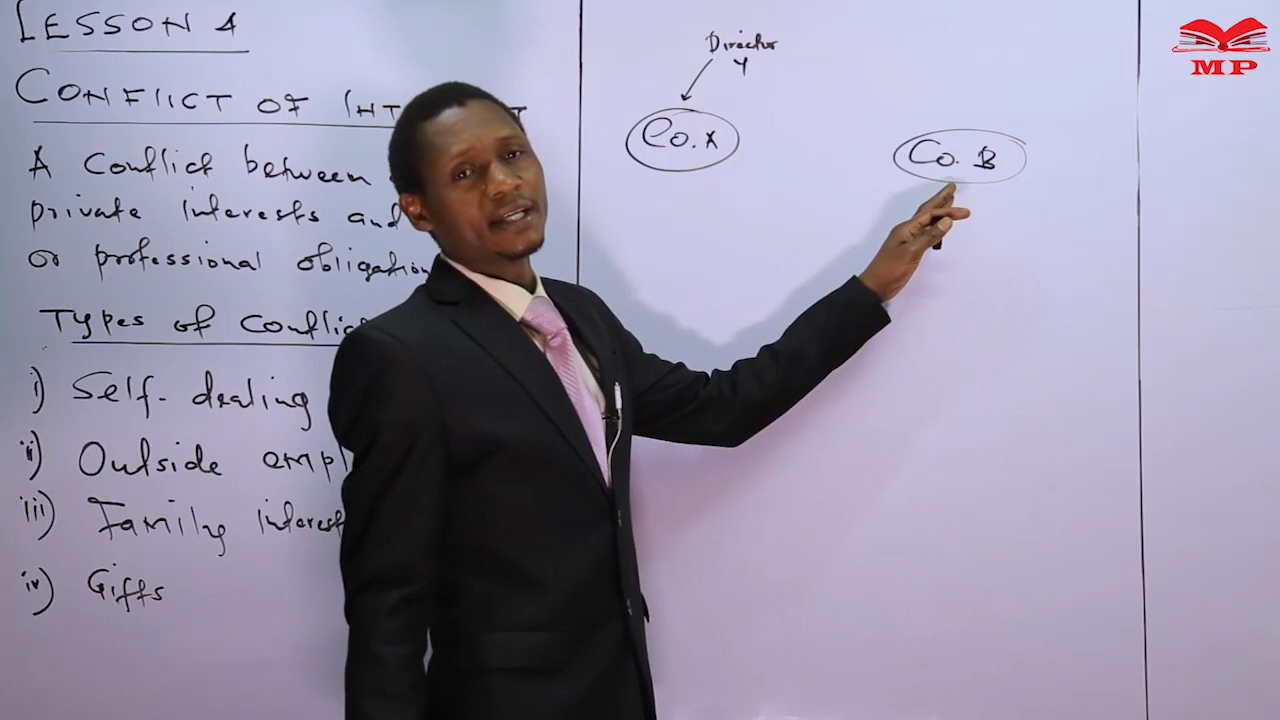 LESSON 4
CONFLICT OF
A conflict between
private interests and
or professional obligation
Types of conflic
i) Self-dealing
ii) Outside empl
iii) Family interest
iv) Gifts
Director
Y
Co. A
Co. B
MP